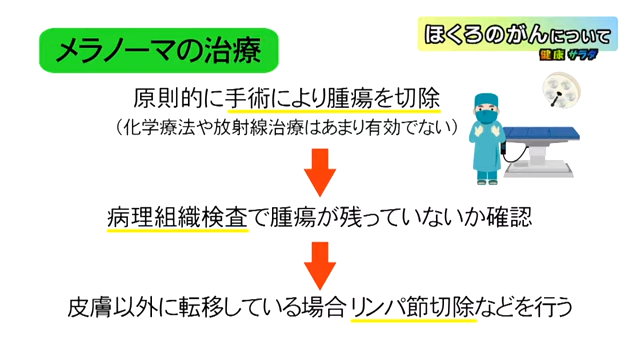 ほくろのがんについて
健康サラダ
メラノーマの治療
原則的に手術により腫瘍を切除
（化学療法や放射線治療はあまり有効でない）
病理組織検査で腫瘍が残っていないか確認
皮膚以外に転移している場合リンパ節切除などを行う